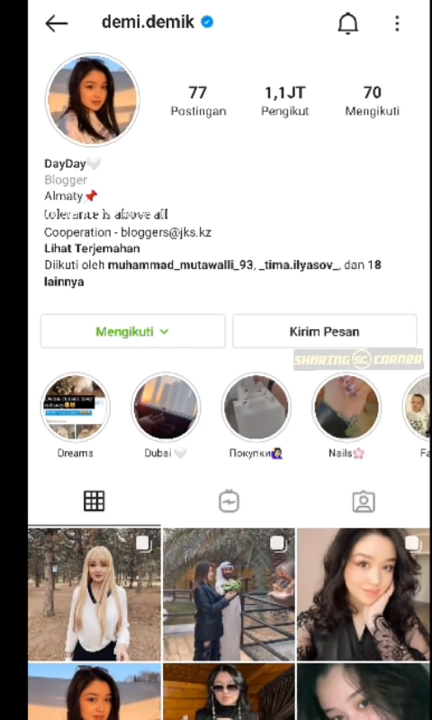 demi.demik
77
1,1JT
70
Postingan
Pengikut
Mengikuti
DayDay🤍
Blogger
Almaty📌
tolerance is above all
Cooperation - bloggers@jks.kz
Lihat Terjemahan
Diikuti oleh muhammad_mutawalli_93, _tima.ilyasov_, dan 18
lainnya
Mengikuti
Kirim Pesan
SHARING SC CORNER
Dreams
Dubai 🤍
Покупки🙋🏻‍♀️
Nails🌸
Fa